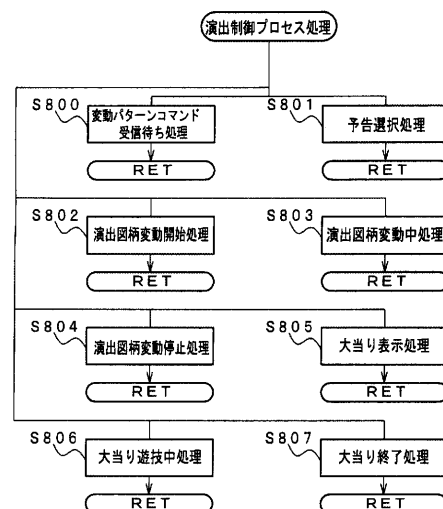 演出制御プロセス処理
S800
変動パターンコマンド
受信待ち処理
RET
S801
予告選択処理
RET
S802
演出図柄変動開始処理
RET
S803
演出図柄変動中処理
RET
S804
演出図柄変動停止処理
RET
S805
大当り表示処理
RET
S806
大当り遊技中処理
RET
S807
大当り終了処理
RET